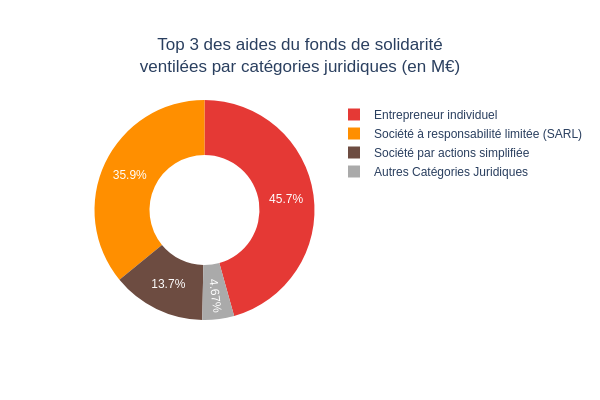 Top 3 des aides du fonds de solidarité
ventilées par catégories juridiques (en M€)
Entrepreneur individuel
Société à responsabilité limitée (SARL)
Société par actions simplifiée
Autres Catégories Juridiques
35.9%
45.7%
13.7%
4.67%